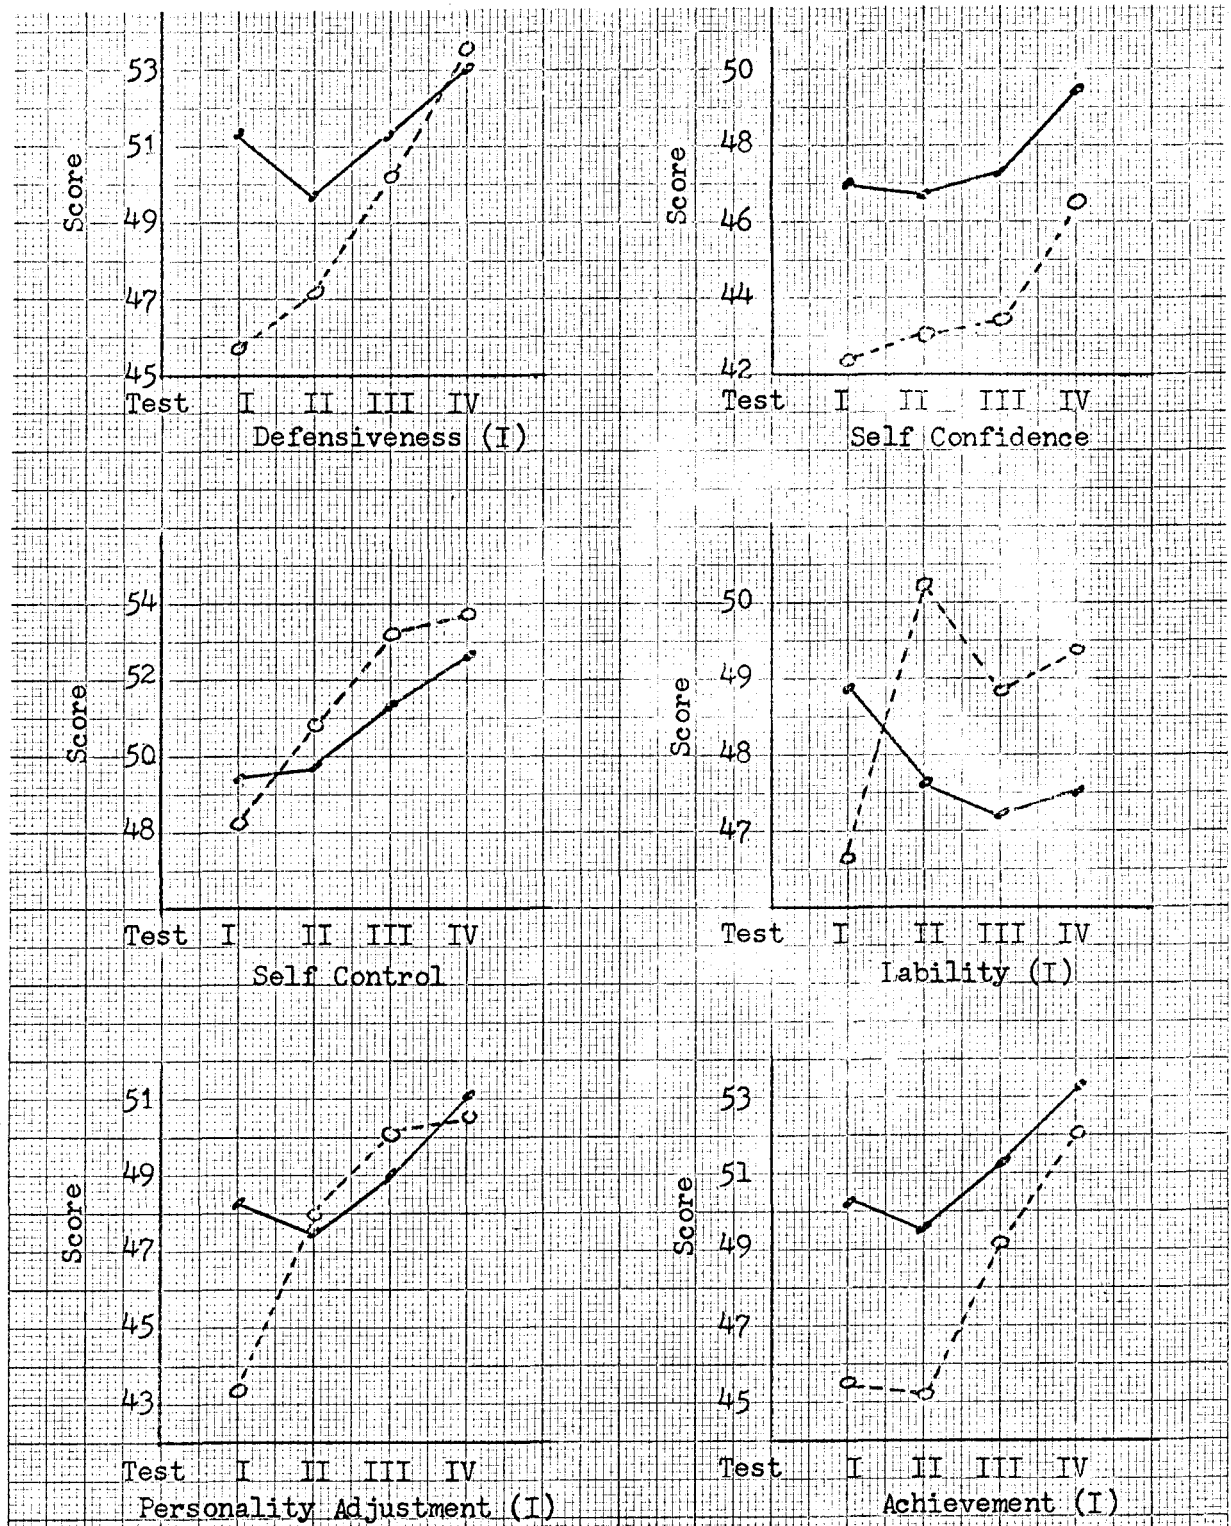 53
51
49
47
45
Score
Test I II III IV
Defensiveness (I)
50
48
46
44
42
Score
Test I II III IV
Self Confidence
54
52
50
48
Score
Test I II III IV
Self Control
50
49
48
47
Score
Test I II III IV
Lability (I)
51
49
47
45
43
Score
Test I II III IV
Personality Adjustment (I)
53
51
49
47
45
Score
Test I II III IV
Achievement (I)